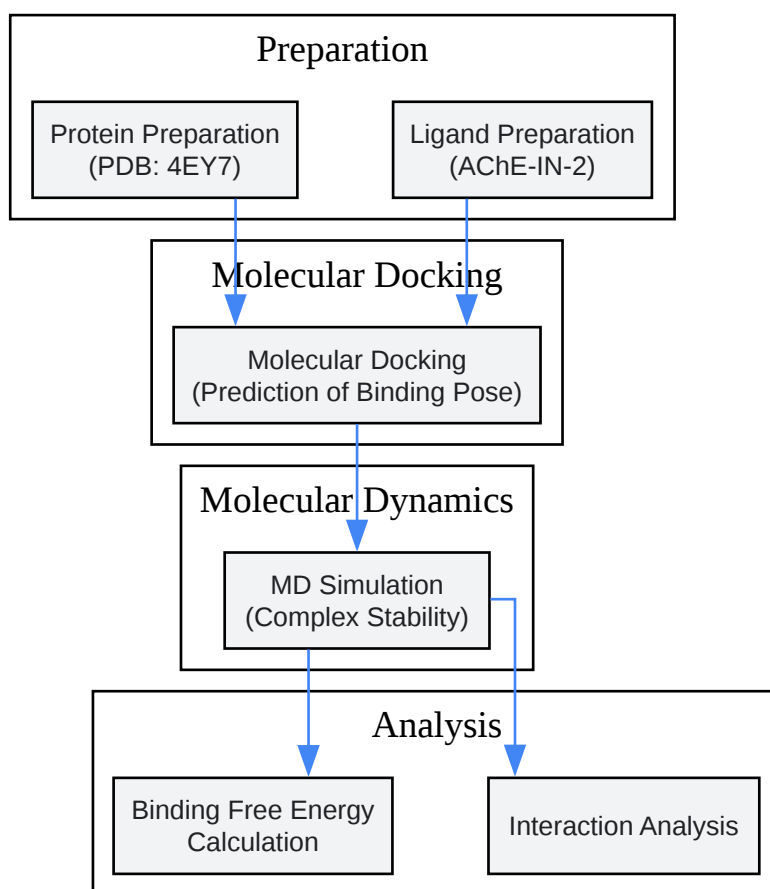 Preparation
Protein Preparation
(PDB: 4EY7)
Ligand Preparation
(AChE-IN-2)
Molecular Docking
Molecular Docking
(Prediction of Binding Pose)
Molecular Dynamics
MD Simulation
(Complex Stability)
Analysis
Binding Free Energy
Calculation
Interaction Analysis